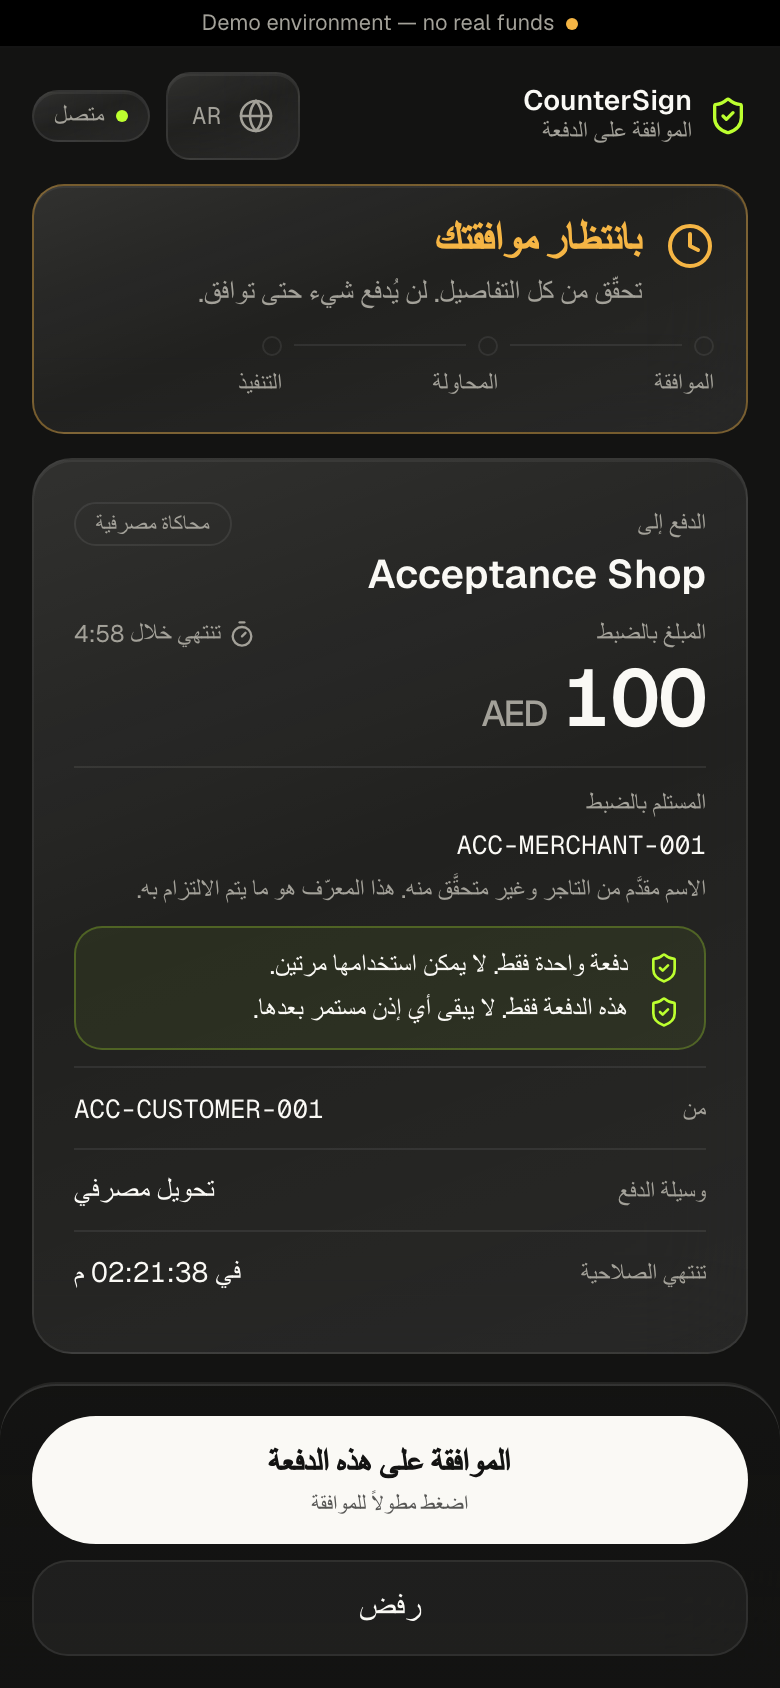 Demo environment — no real funds
CounterSign
الموافقة على الدفعة
AR
متصل
بانتظار موافقتك
تحقّق من كل التفاصيل. لن يُدفع شيء حتى توافق.
الموافقة
المحاولة
التنفيذ
الدفع إلى
محاكاة مصرفية
Acceptance Shop
المبلغ بالضبط
تنتهي خلال 4:58
100 AED
المستلم بالضبط
ACC-MERCHANT-001
الاسم مقدَّم من التاجر وغير متحقَّق منه. هذا المعرّف هو ما يتم الالتزام به.
دفعة واحدة فقط. لا يمكن استخدامها مرتين.
هذه الدفعة فقط. لا يبقى أي إذن مستمر بعدها.
من
ACC-CUSTOMER-001
وسيلة الدفع
تحويل مصرفي
تنتهي الصلاحية
في 02:21:38 م
الموافقة على هذه الدفعة
اضغط مطولاً للموافقة
رفض